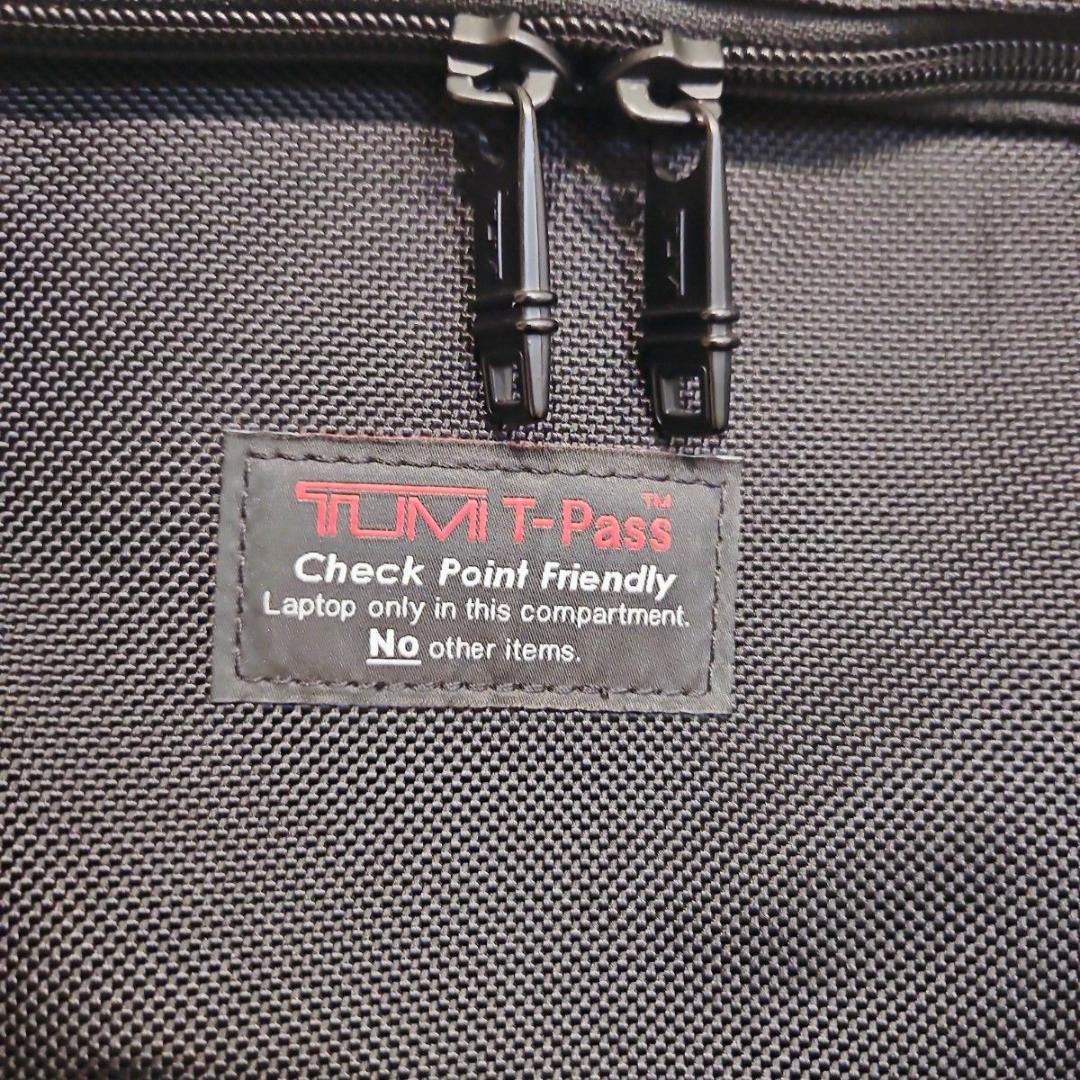 TUMI T-Pass™
Check Point Friendly
Laptop only in this compartment.
No other items.